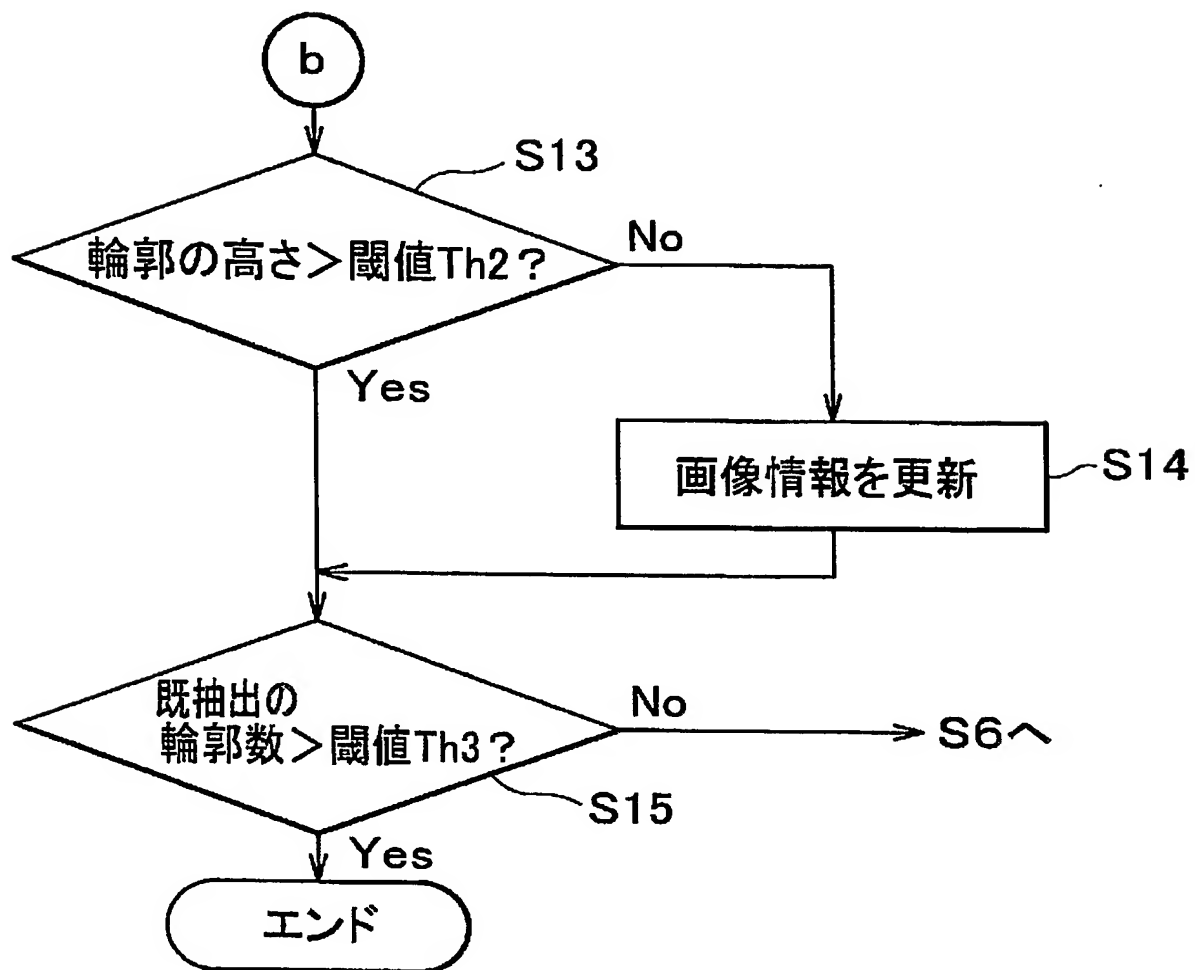 b
S13
輪郭の高さ>閾値Th2?
No
Yes
画像情報を更新
S14
既抽出の
輪郭数>閾値Th3?
No
S6へ
S15
Yes
エンド